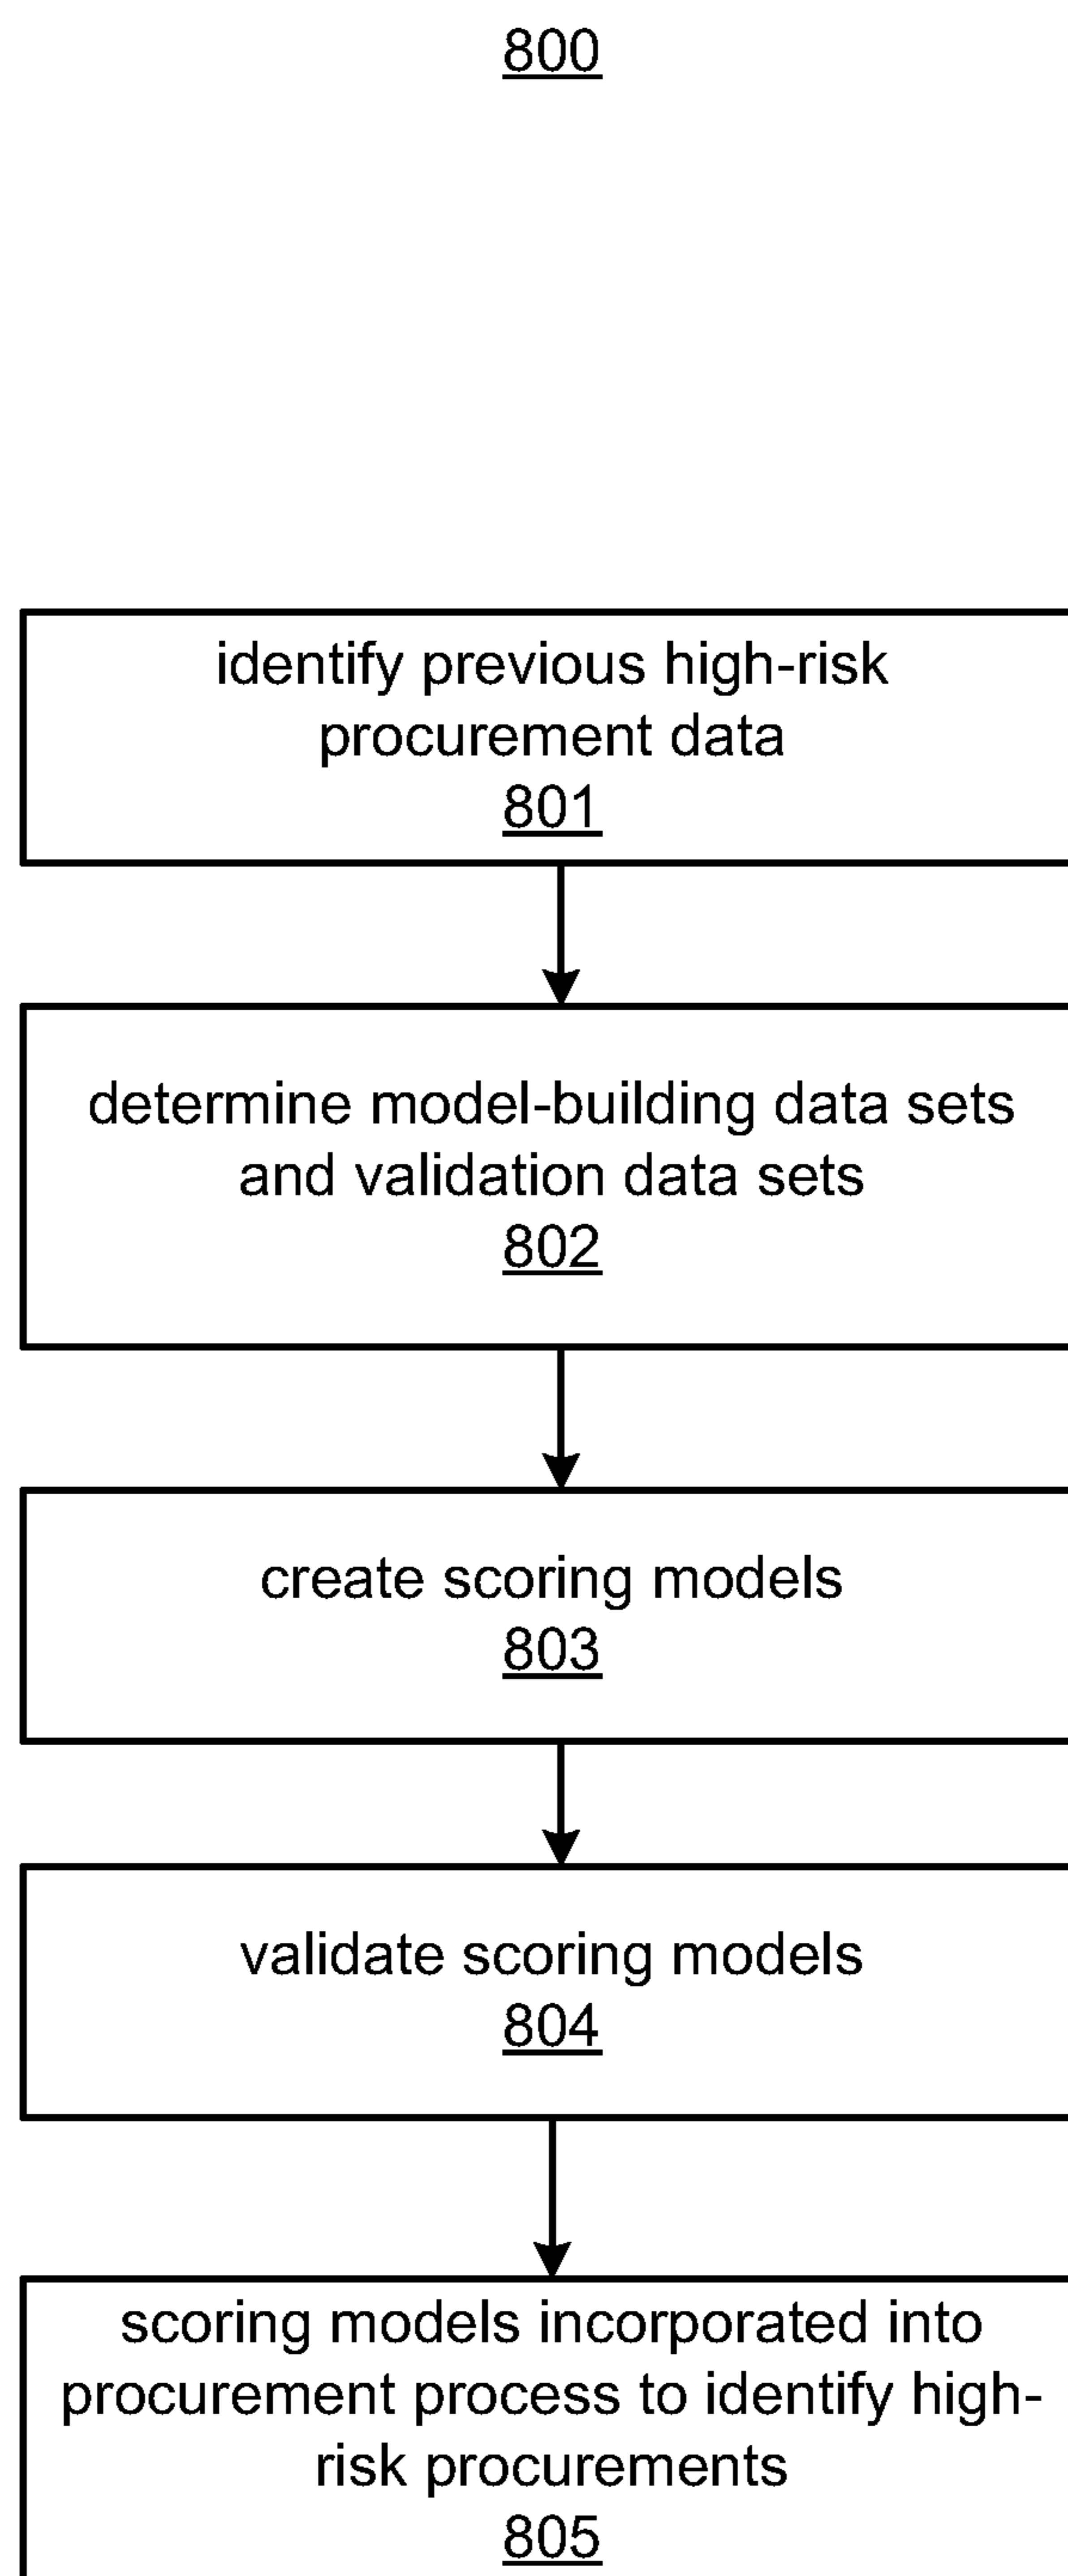 800
identify previous high-risk
procurement data
801
determine model-building data sets
and validation data sets
802
create scoring models
803
validate scoring models
804
scoring models incorporated into
procurement process to identify high-
risk procurements
805